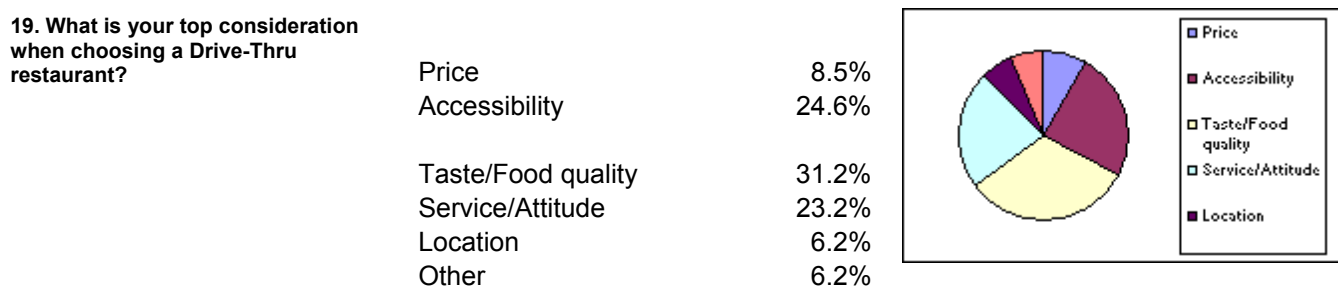 19. What is your top consideration
when choosing a Drive-Thru
restaurant?
Price 8.5%
Accessibility 24.6%
Taste/Food quality 31.2%
Service/Attitude 23.2%
Location 6.2%
Other 6.2%
Price
Accessibility
Taste/Food
quality
Service/Attitude
Location